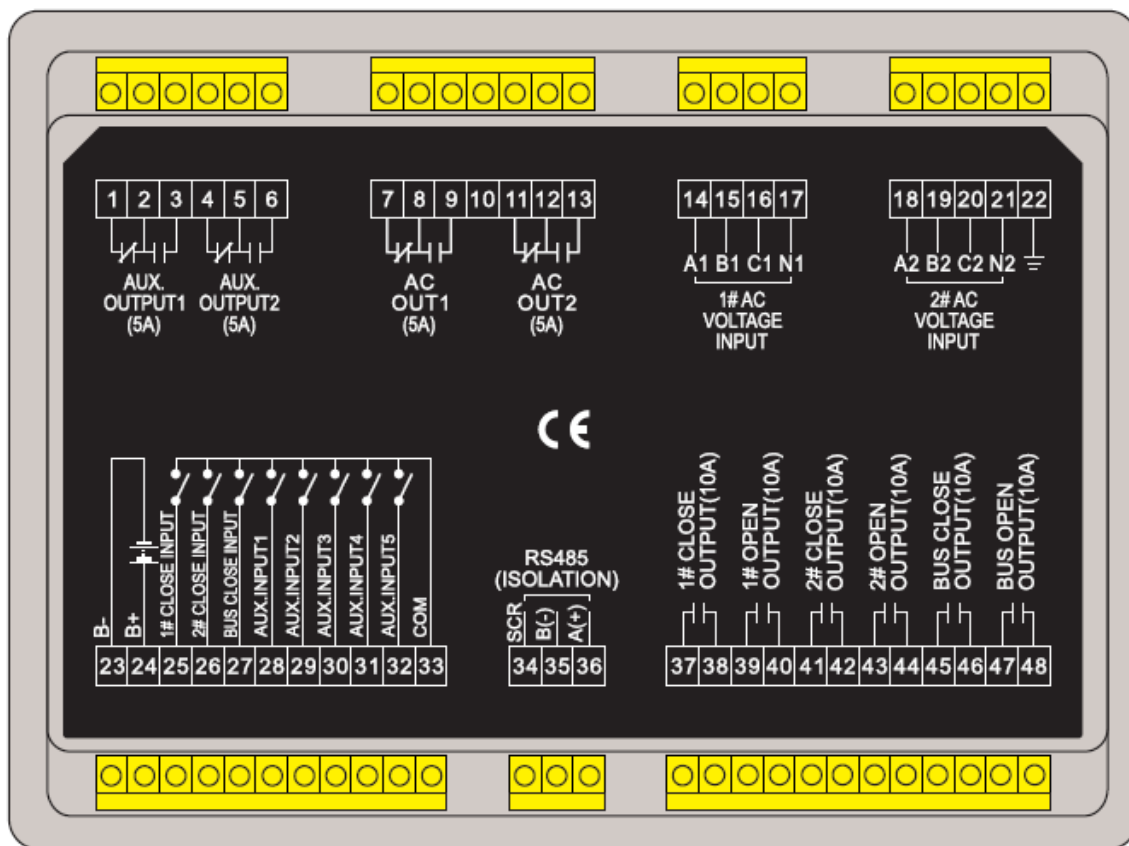 1 2 3 4 5 6
AUX.
OUTPUT1
(5A)
AUX.
OUTPUT2
(5A)
7 8 9 10 11 12 13
AC
OUT1
(5A)
AC
OUT2
(5A)
14 15 16 17
A1 B1 C1 N1
1# AC
VOLTAGE
INPUT
18 19 20 21 22
A2 B2 C2 N2
2# AC
VOLTAGE
INPUT
CE
B-
B+
1# CLOSE INPUT
2# CLOSE INPUT
BUS CLOSE INPUT
AUX.INPUT1
AUX.INPUT2
AUX.INPUT3
AUX.INPUT4
AUX.INPUT5
COM
23 24 25 26 27 28 29 30 31 32 33
RS485
(ISOLATION)
SCR
B(-)
A(+)
34 35 36
1# CLOSE
OUTPUT(10A)
1# OPEN
OUTPUT(10A)
2# CLOSE
OUTPUT(10A)
2# OPEN
OUTPUT(10A)
BUS CLOSE
OUTPUT(10A)
BUS OPEN
OUTPUT(10A)
37 38 39 40 41 42 43 44 45 46 47 48